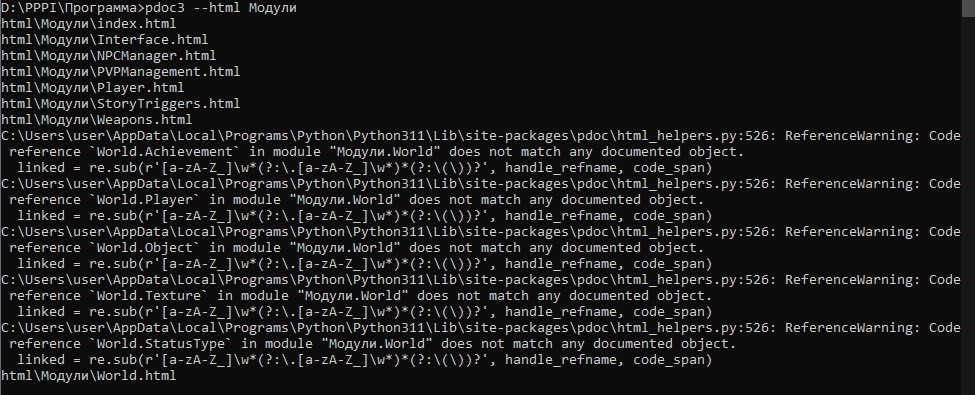 D:\PPPI\Программа>pdoc3 --html Модули
html\Модули\index.html
html\Модули\Interface.html
html\Модули\NPCManager.html
html\Модули\PVPManagement.html
html\Модули\Player.html
html\Модули\StoryTriggers.html
html\Модули\Weapons.html
C:\Users\user\AppData\Local\Programs\Python\Python311\Lib\site-packages\pdoc\html_helpers.py:526: ReferenceWarning: Code
 reference `World.Achievement` in module "Модули.World" does not match any documented object.
  linked = re.sub(r'[a-zA-Z_]\w*(?:\.[a-zA-Z_]\w*)*(?:\(\))?', handle_refname, code_span)
C:\Users\user\AppData\Local\Programs\Python\Python311\Lib\site-packages\pdoc\html_helpers.py:526: ReferenceWarning: Code
 reference `World.Player` in module "Модули.World" does not match any documented object.
  linked = re.sub(r'[a-zA-Z_]\w*(?:\.[a-zA-Z_]\w*)*(?:\(\))?', handle_refname, code_span)
C:\Users\user\AppData\Local\Programs\Python\Python311\Lib\site-packages\pdoc\html_helpers.py:526: ReferenceWarning: Code
 reference `World.Object` in module "Модули.World" does not match any documented object.
  linked = re.sub(r'[a-zA-Z_]\w*(?:\.[a-zA-Z_]\w*)*(?:\(\))?', handle_refname, code_span)
C:\Users\user\AppData\Local\Programs\Python\Python311\Lib\site-packages\pdoc\html_helpers.py:526: ReferenceWarning: Code
 reference `World.Texture` in module "Модули.World" does not match any documented object.
  linked = re.sub(r'[a-zA-Z_]\w*(?:\.[a-zA-Z_]\w*)*(?:\(\))?', handle_refname, code_span)
C:\Users\user\AppData\Local\Programs\Python\Python311\Lib\site-packages\pdoc\html_helpers.py:526: ReferenceWarning: Code
 reference `World.StatusType` in module "Модули.World" does not match any documented object.
  linked = re.sub(r'[a-zA-Z_]\w*(?:\.[a-zA-Z_]\w*)*(?:\(\))?', handle_refname, code_span)
html\Модули\World.html